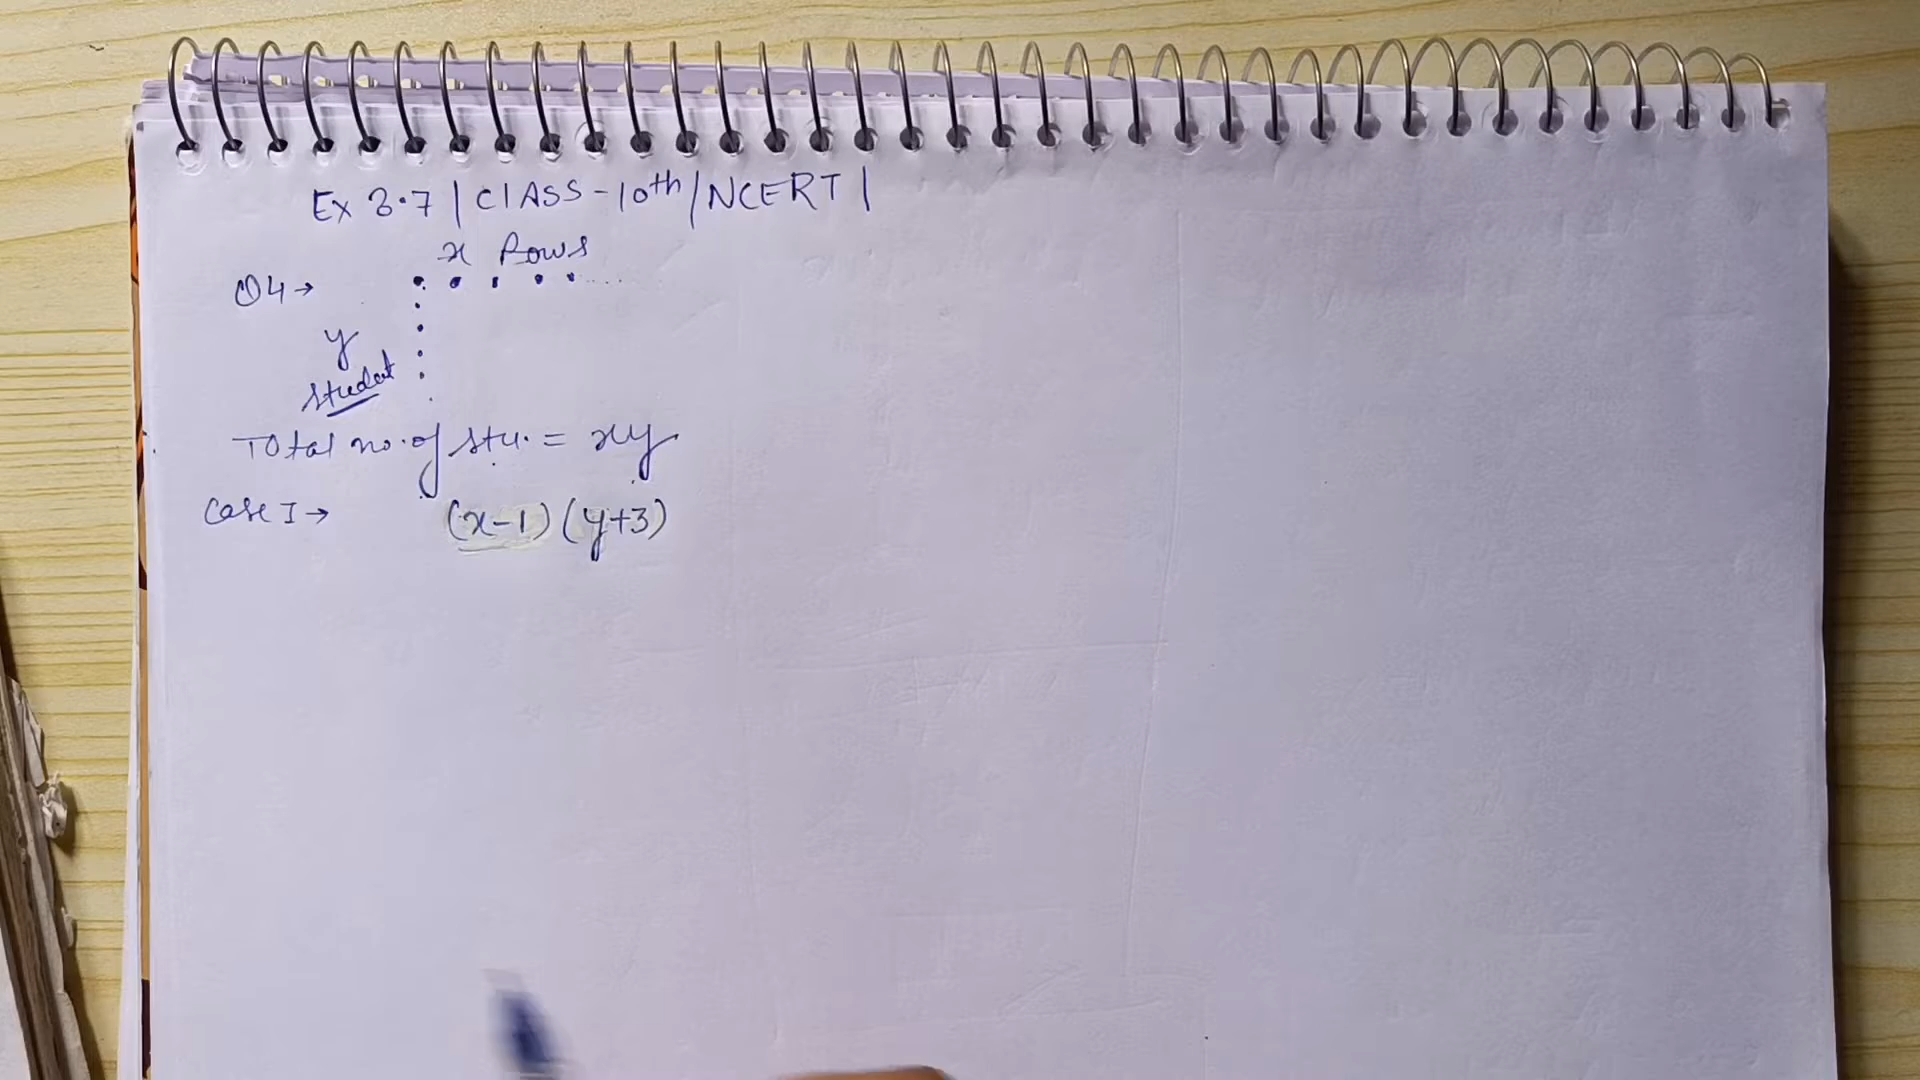 Ex 3.7 | ClASS-10th/NCERT |
x Rows
Q4→
y
student
Total no. of stu. = xy
Case I → (x-1) (y+3)